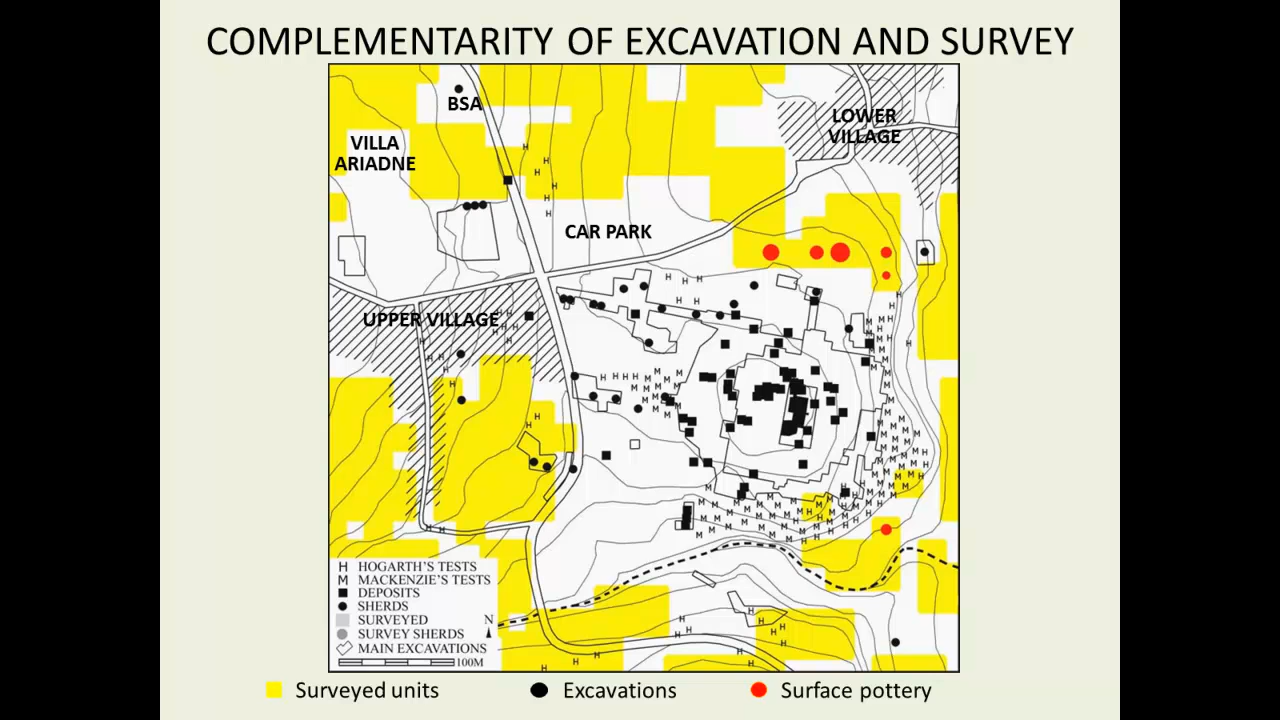 COMPLEMENTARITY OF EXCAVATION AND SURVEY
BSA
LOWER
VILLAGE
VILLA
ARIADNE
CAR PARK
UPPER VILLAGE
H HOGARTH'S TESTS
M MACKENZIE'S TESTS
DEPOSITS
SHERDS
SURVEYED
N
SURVEY SHERDS
MAIN EXCAVATIONS
100M
Surveyed units
Excavations
Surface pottery